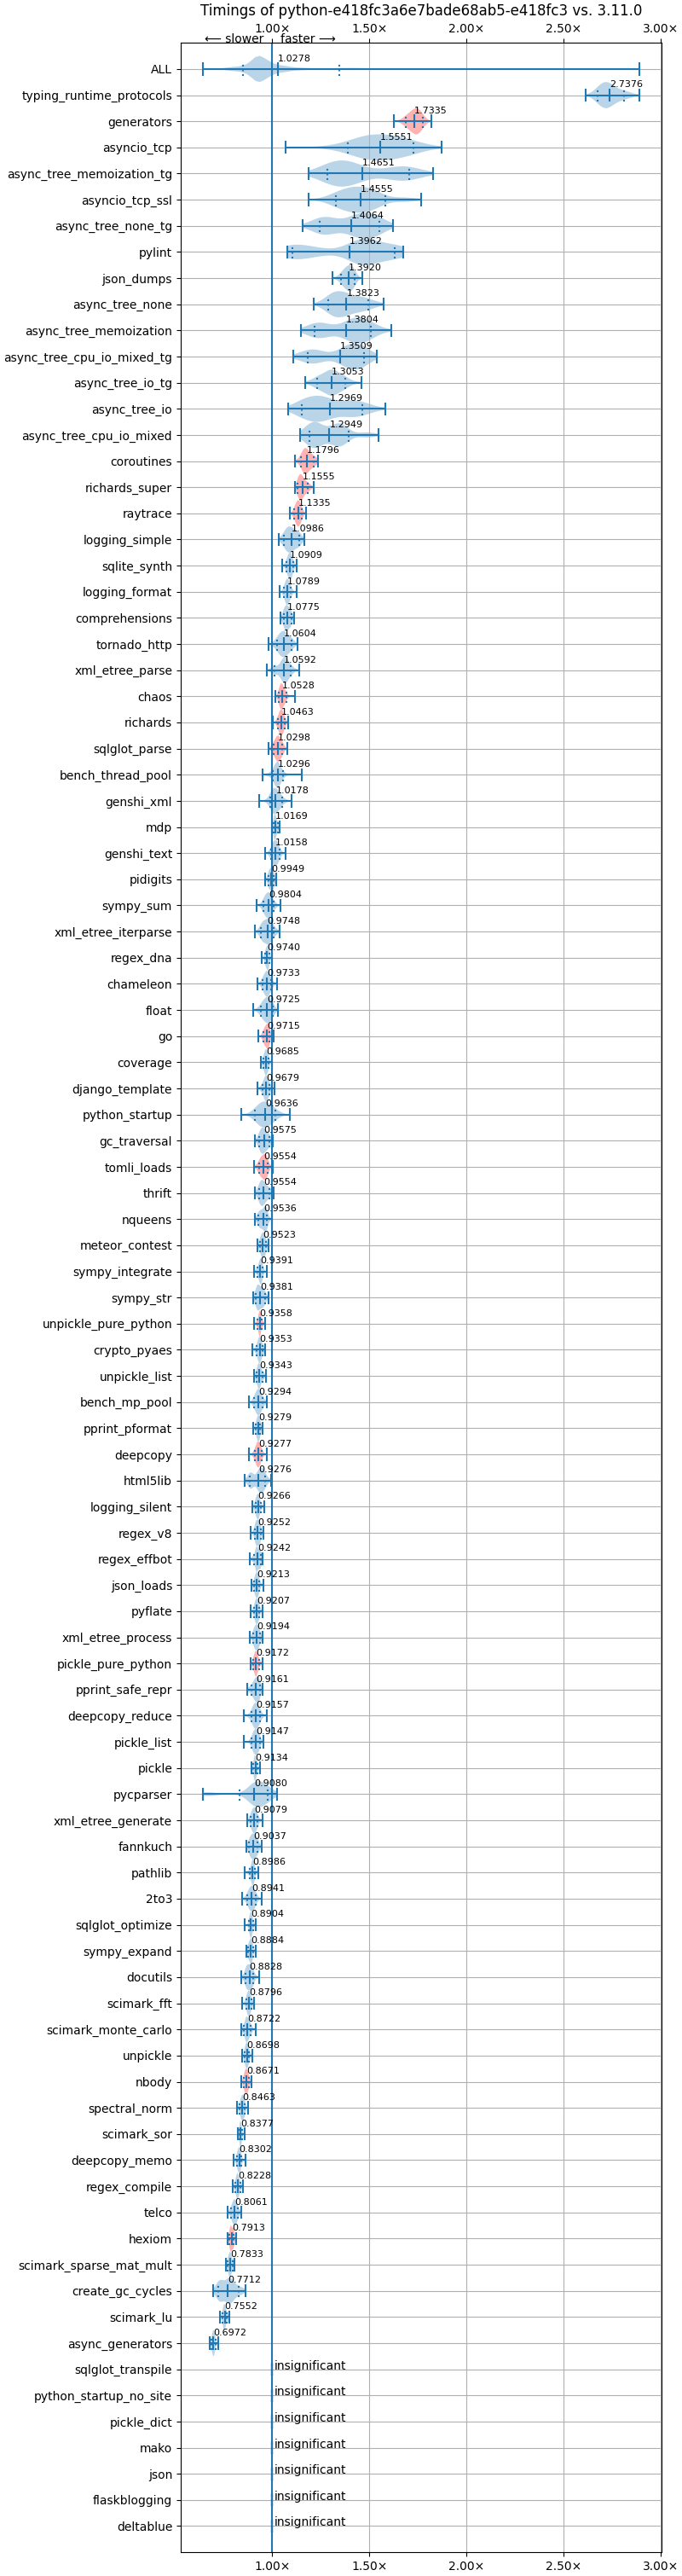 Timings of python-e418fc3a6e7bade68ab5-e418fc3 vs. 3.11.0
1.00× 1.50× 2.00× 2.50× 3.00×
⟵ slower faster ⟶
ALL 1.0278
typing_runtime_protocols 2.7376
generators 1.7335
asyncio_tcp 1.5551
async_tree_memoization_tg 1.4651
asyncio_tcp_ssl 1.4555
async_tree_none_tg 1.4064
pylint 1.3962
json_dumps 1.3920
async_tree_none 1.3823
async_tree_memoization 1.3804
async_tree_cpu_io_mixed_tg 1.3509
async_tree_io_tg 1.3053
async_tree_io 1.2969
async_tree_cpu_io_mixed 1.2949
coroutines 1.1796
richards_super 1.1555
raytrace 1.1335
logging_simple 1.0986
sqlite_synth 1.0909
logging_format 1.0789
comprehensions 1.0775
tornado_http 1.0604
xml_etree_parse 1.0592
chaos 1.0528
richards 1.0463
sqlglot_parse 1.0298
bench_thread_pool 1.0296
genshi_xml 1.0178
mdp 1.0169
genshi_text 1.0158
pidigits 0.9949
sympy_sum 0.9804
xml_etree_iterparse 0.9748
regex_dna 0.9740
chameleon 0.9733
float 0.9725
go 0.9715
coverage 0.9685
django_template 0.9679
python_startup 0.9636
gc_traversal 0.9575
tomli_loads 0.9554
thrift 0.9554
nqueens 0.9536
meteor_contest 0.9523
sympy_integrate 0.9391
sympy_str 0.9381
unpickle_pure_python 0.9358
crypto_pyaes 0.9353
unpickle_list 0.9343
bench_mp_pool 0.9294
pprint_pformat 0.9279
deepcopy 0.9277
html5lib 0.9276
logging_silent 0.9266
regex_v8 0.9252
regex_effbot 0.9242
json_loads 0.9213
pyflate 0.9207
xml_etree_process 0.9194
pickle_pure_python 0.9172
pprint_safe_repr 0.9161
deepcopy_reduce 0.9157
pickle_list 0.9147
pickle 0.9134
pycparser 0.9080
xml_etree_generate 0.9079
fannkuch 0.9037
pathlib 0.8986
2to3 0.8941
sqlglot_optimize 0.8904
sympy_expand 0.8884
docutils 0.8828
scimark_fft 0.8796
scimark_monte_carlo 0.8722
unpickle 0.8698
nbody 0.8671
spectral_norm 0.8463
scimark_sor 0.8377
deepcopy_memo 0.8302
regex_compile 0.8228
telco 0.8061
hexiom 0.7913
scimark_sparse_mat_mult 0.7833
create_gc_cycles 0.7712
scimark_lu 0.7552
async_generators 0.6972
sqlglot_transpile insignificant
python_startup_no_site insignificant
pickle_dict insignificant
mako insignificant
json insignificant
flaskblogging insignificant
deltablue insignificant
1.00× 1.50× 2.00× 2.50× 3.00×